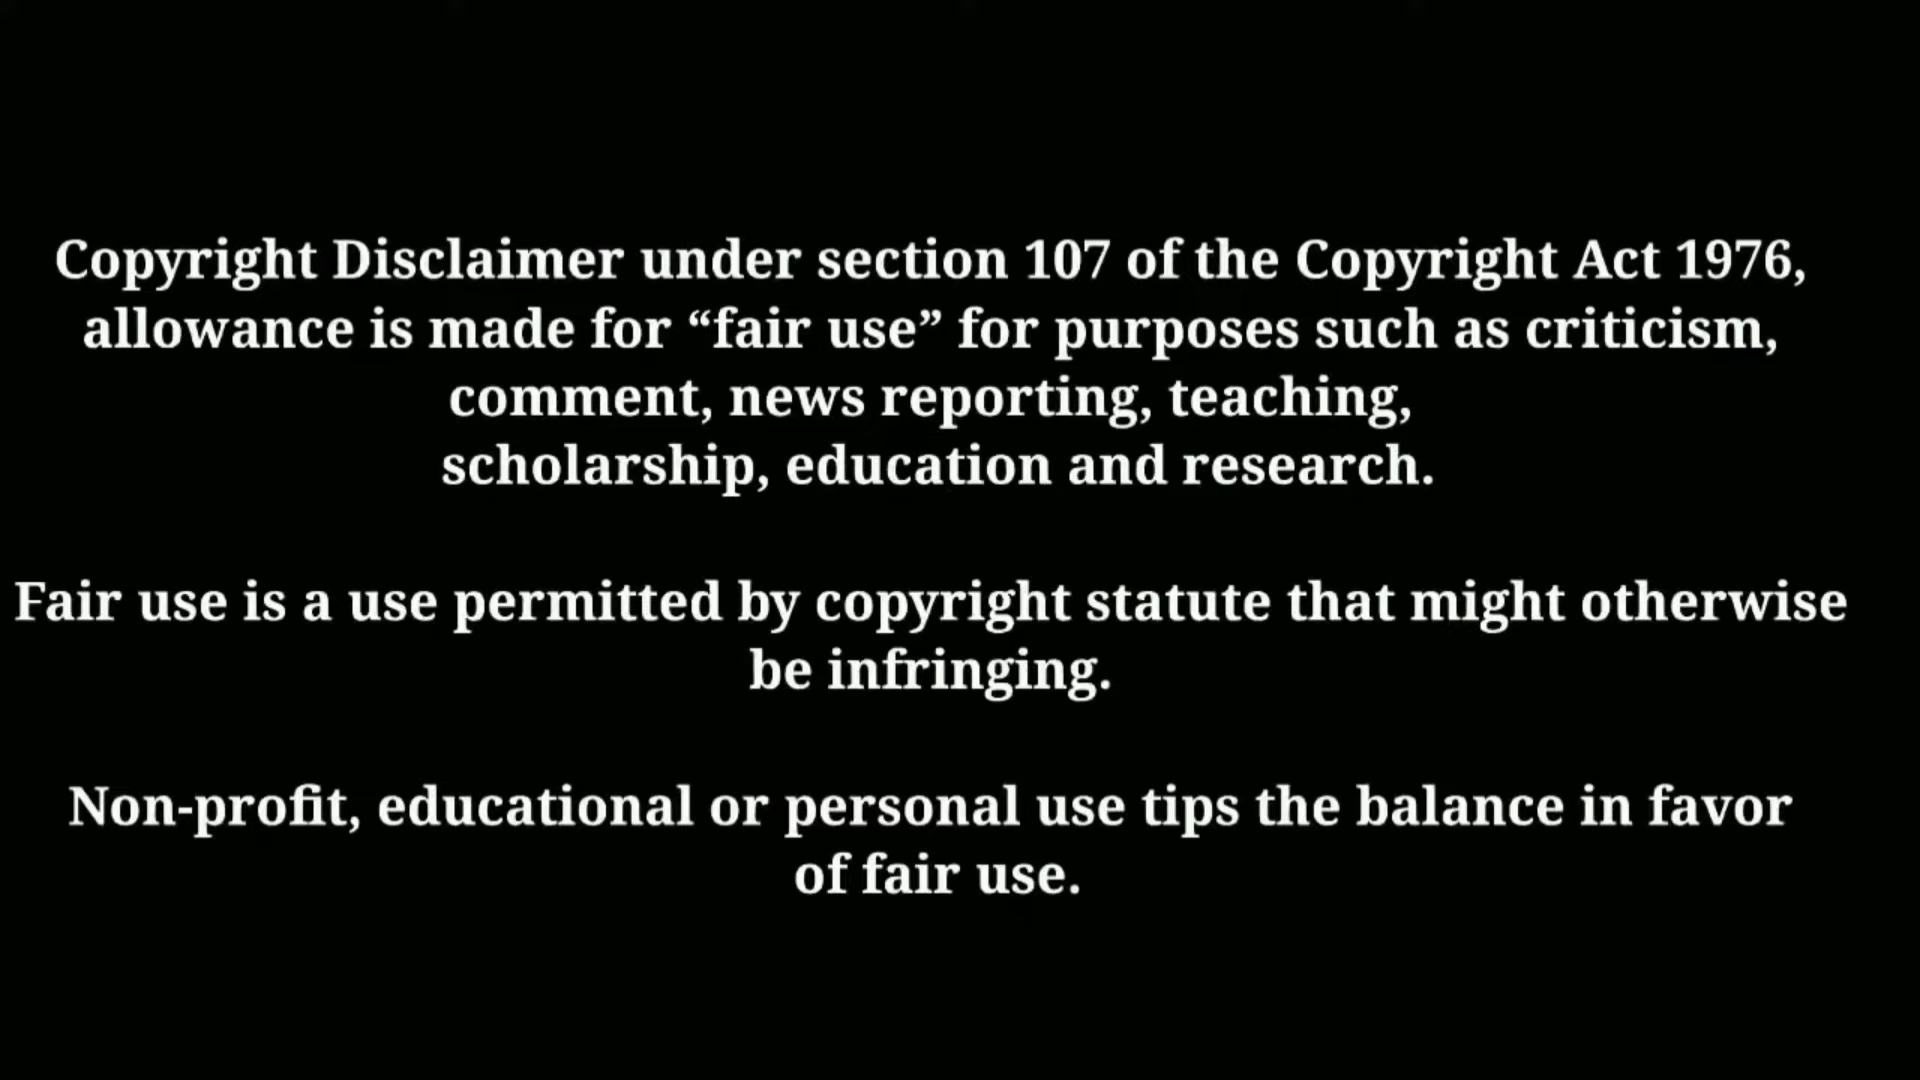 Copyright Disclaimer under section 107 of the Copyright Act 1976,
allowance is made for “fair use” for purposes such as criticism,
comment, news reporting, teaching,
scholarship, education and research.
Fair use is a use permitted by copyright statute that might otherwise
be infringing.
Non-profit, educational or personal use tips the balance in favor
of fair use.